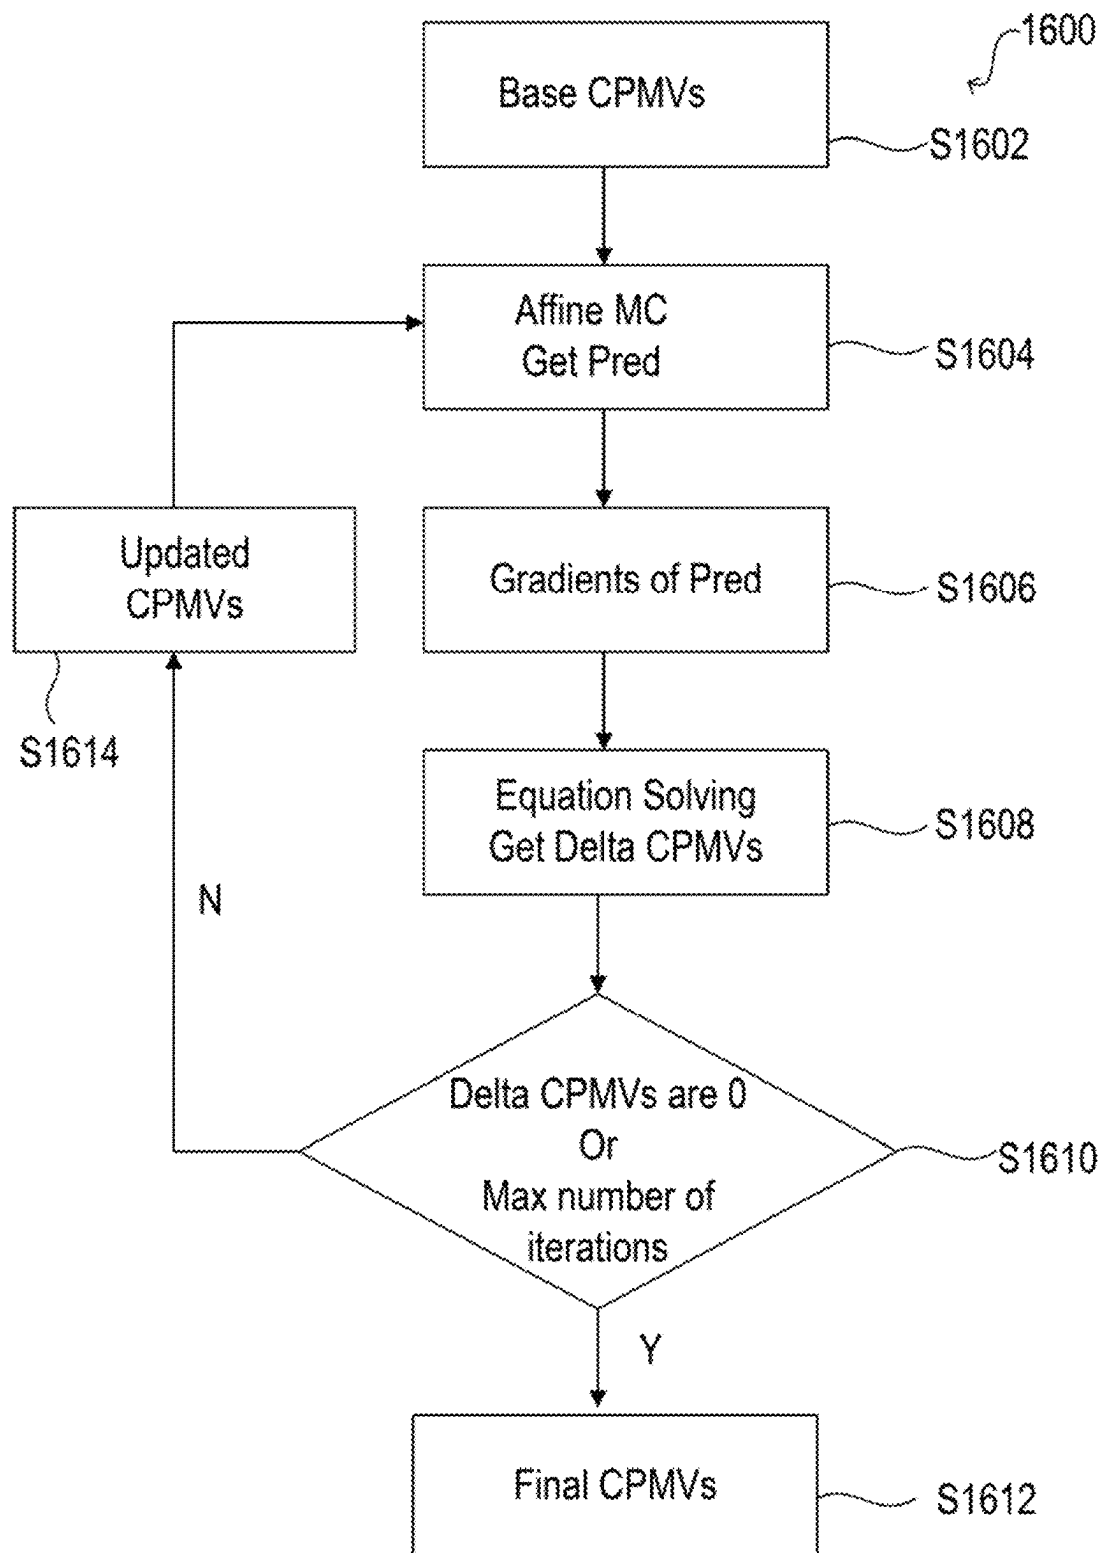 1600
Base CPMVs
S1602
Affine MC
Get Pred
S1604
Updated
CPMVs
S1614
Gradients of Pred
S1606
Equation Solving
Get Delta CPMVs
S1608
N
Delta CPMVs are 0
Or
Max number of
iterations
S1610
Y
Final CPMVs
S1612